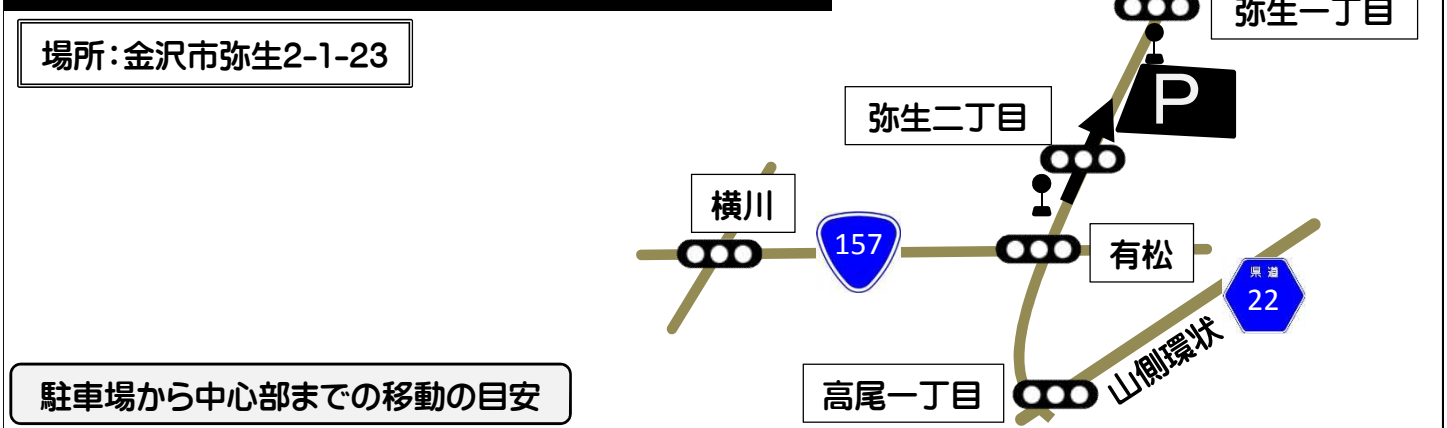 弥生一丁目
場所:金沢市弥生2-1-23
P
弥生二丁目
横川
157
有松
県道
22
山側環状
高尾一丁目
駐車場から中心部までの移動の目安